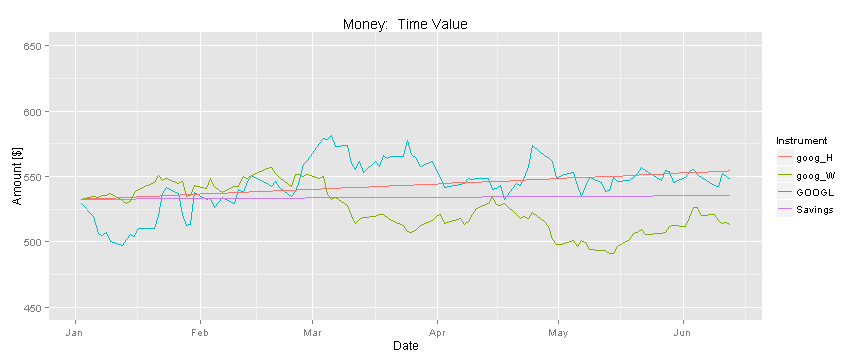 Money:  Time Value
Amount [$]
650
600
550
500
450
Jan Feb Mar Apr May Jun
Date
Instrument
goog_H
goog_W
GOOGL
Savings